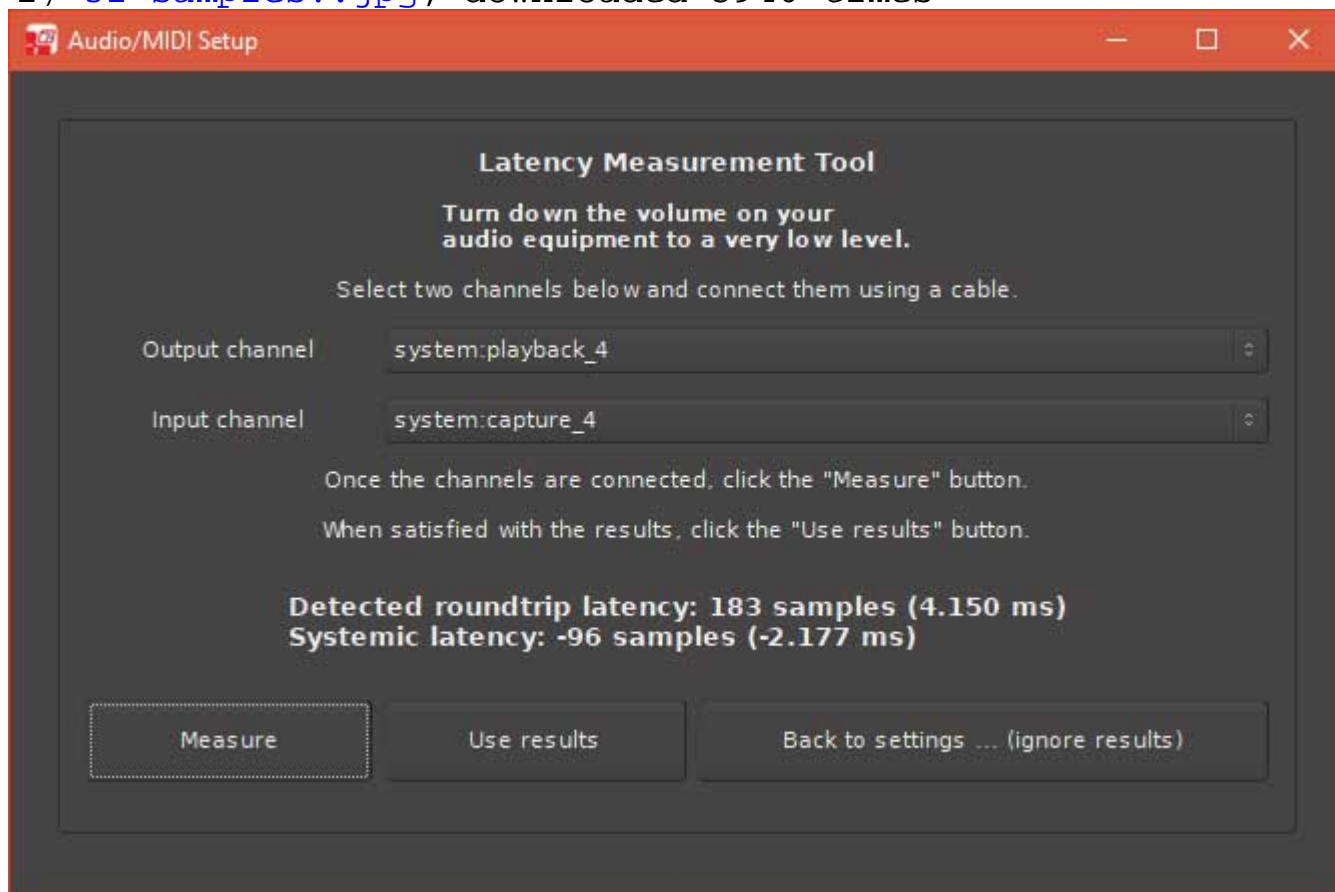 Audio/MIDI Setup
Latency Measurement Tool
Turn down the volume on your
audio equipment to a very low level.
Select two channels below and connect them using a cable.
Output channel system:playback_4
Input channel system:capture_4
Once the channels are connected, click the "Measure" button.
When satisfied with the results, click the "Use results" button.
Detected roundtrip latency: 183 samples (4.150 ms)
Systemic latency: -96 samples (-2.177 ms)
Measure Use results Back to settings ... (ignore results)